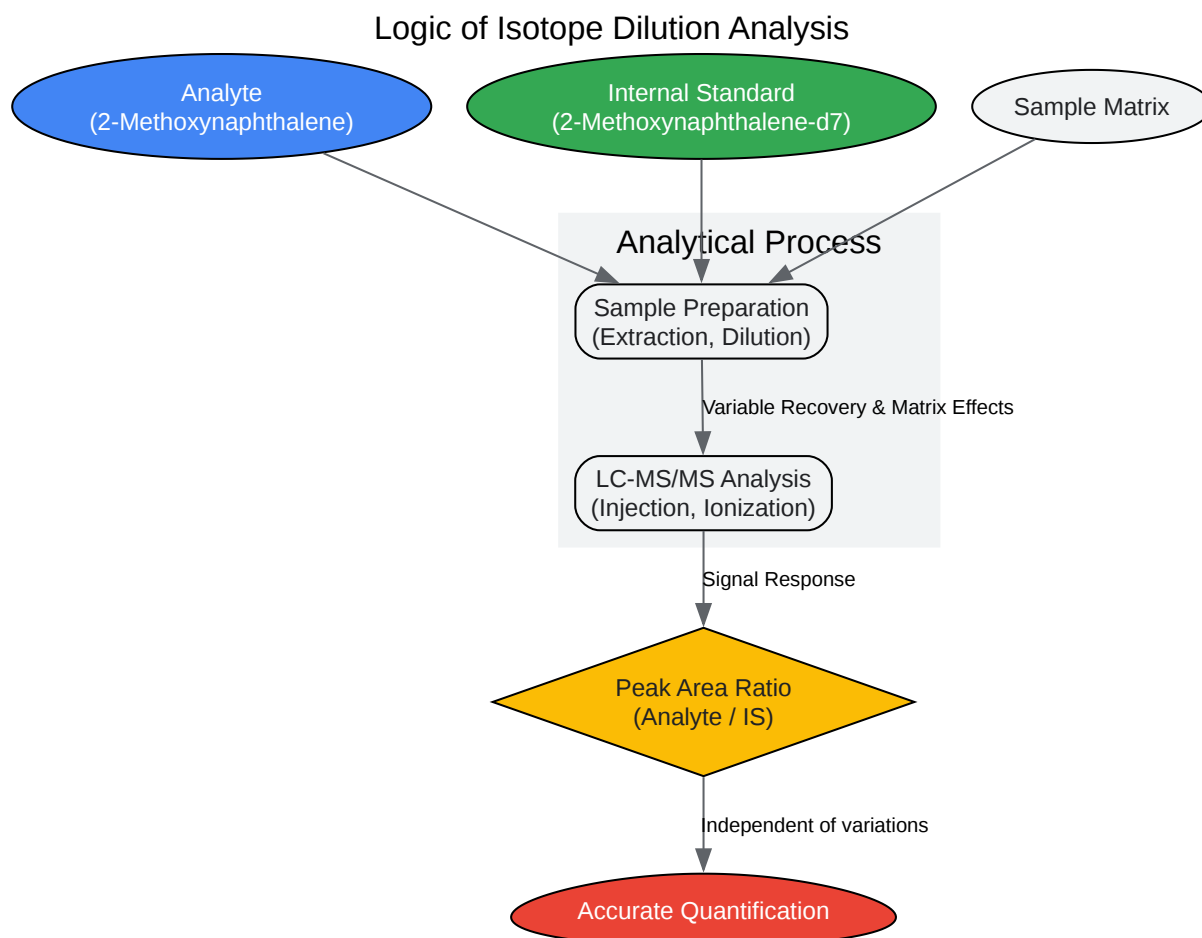 Logic of Isotope Dilution Analysis
Analyte
(2-Methoxynaphthalene)
Internal Standard
(2-Methoxynaphthalene-d7)
Sample Matrix
Analytical Process
Sample Preparation
(Extraction, Dilution)
Variable Recovery & Matrix Effects
LC-MS/MS Analysis
(Injection, Ionization)
Signal Response
Peak Area Ratio
(Analyte / IS)
Independent of variations
Accurate Quantification